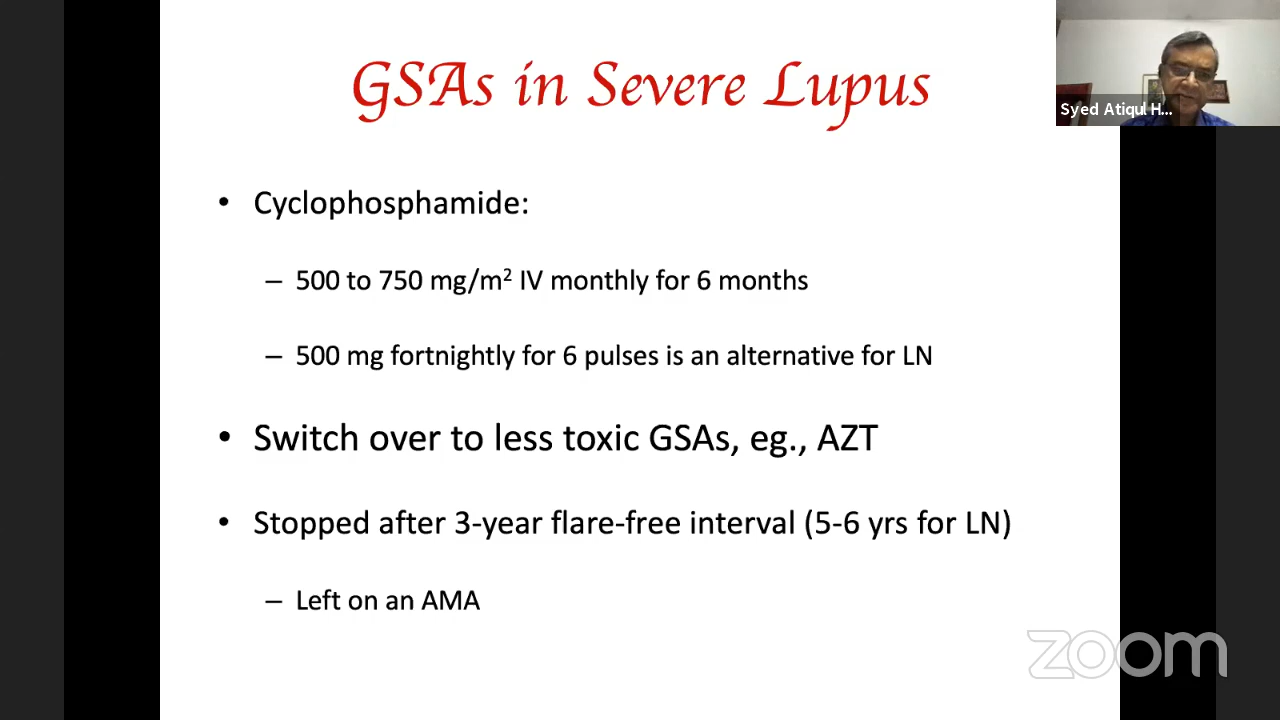 GSAs in Severe Lupus
Syed Atiqul H...
• Cyclophosphamide:
– 500 to 750 mg/m² IV monthly for 6 months
– 500 mg fortnightly for 6 pulses is an alternative for LN
• Switch over to less toxic GSAs, eg., AZT
• Stopped after 3-year flare-free interval (5-6 yrs for LN)
– Left on an AMA
zoom